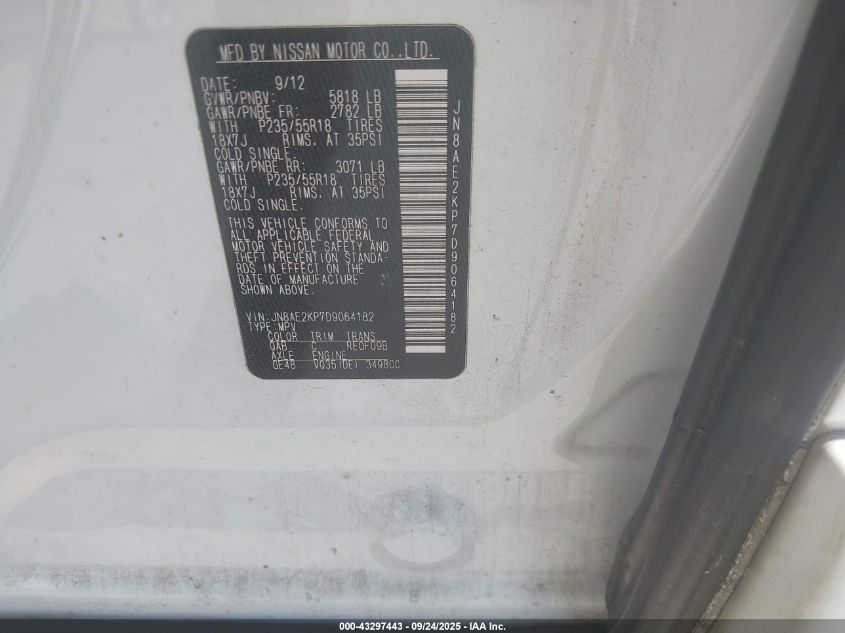 MFD BY NISSAN MOTOR CO.,LTD.
DATE: 9/12
GVWR/PNBV: 5818 LB
GAWR/PNBE FR: 2782 LB
WITH P235/55R18 TIRES
18X7J RIMS. AT 35PSI
COLD SINGLE.
GAWR/PNBE RR: 3071 LB
WITH P235/55R18 TIRES
18X7J RIMS. AT 35PSI
COLD SINGLE.
THIS VEHICLE CONFORMS TO
ALL APPLICABLE FEDERAL
MOTOR VEHICLE SAFETY AND
THEFT PREVENTION STANDA-
RDS IN EFFECT ON THE
DATE OF MANUFACTURE
SHOWN ABOVE.
VIN: JN8AE2KP7D9064182
TYPE: MPV
COLOR TRIM TRANS
QAB C RE0F09B
AXLE ENGINE
GE48 VQ35(DE) 3498CC
JN8AE2KP7D9064182
000-43297443 - 09/24/2025 - IAA Inc.